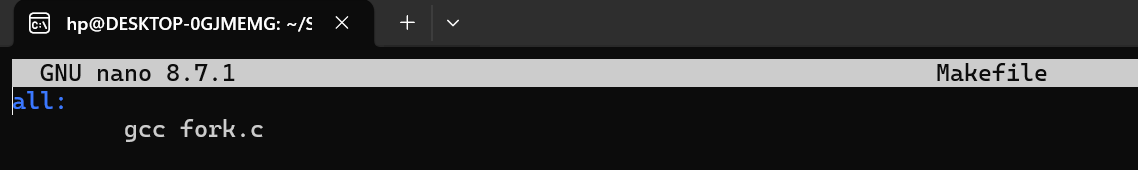 hp@DESKTOP-0GJMEMG: ~/S
GNU nano 8.7.1 Makefile
all:
gcc fork.c